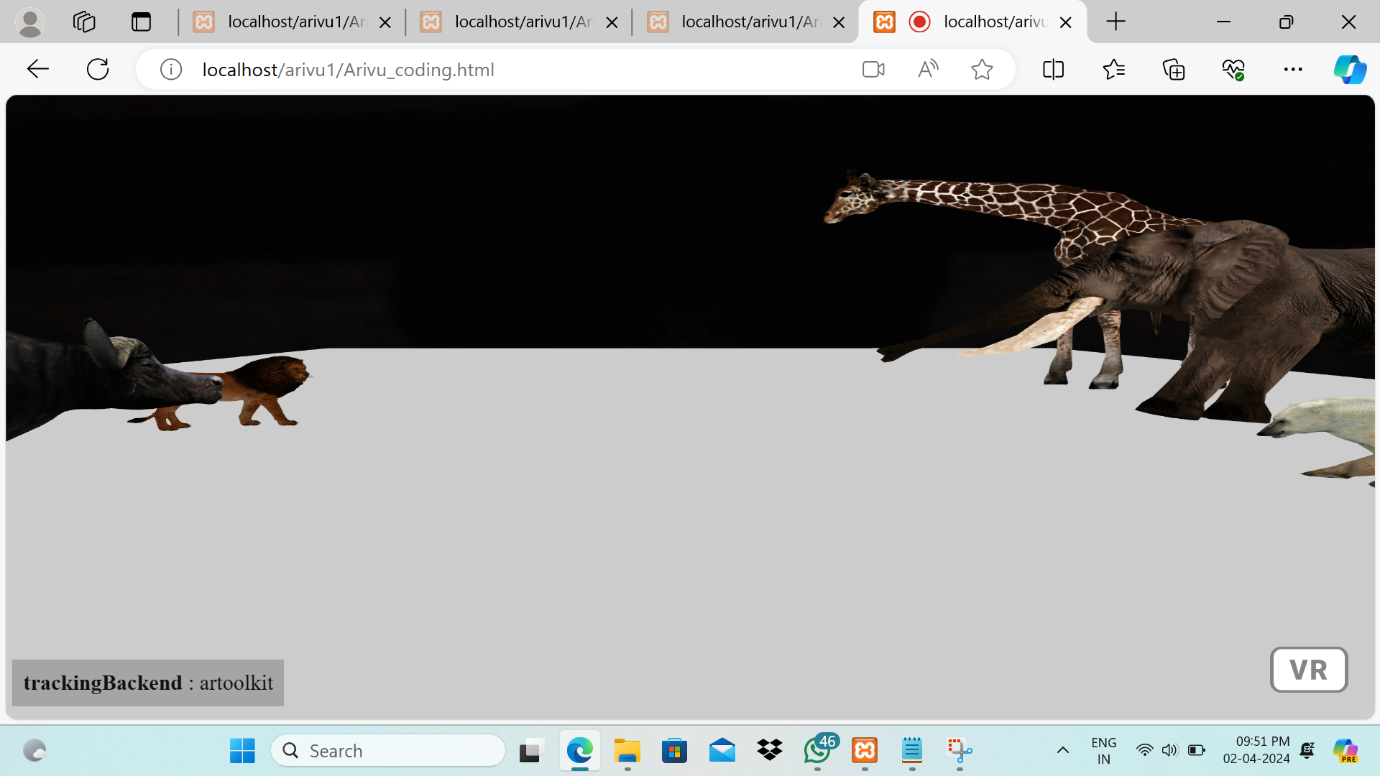 localhost/arivu1/Ar
localhost/arivu1/Ar
localhost/arivu1/Ar
localhost/arivu
localhost/arivu1/Arivu_coding.html
trackingBackend : artoolkit
VR
Search
46
ENG
IN
09:51 PM
02-04-2024
PRE